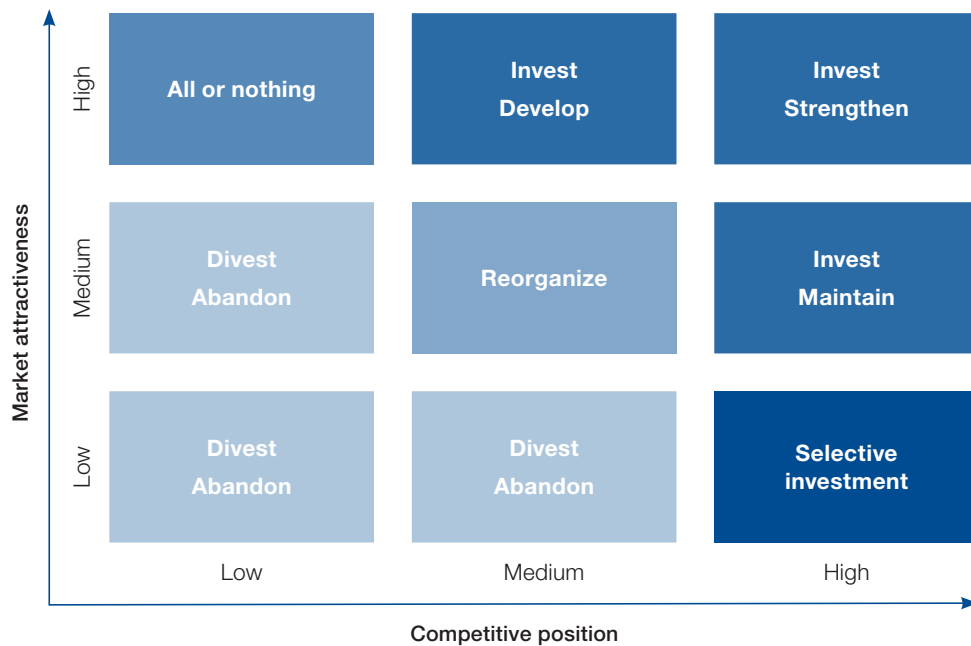 Market attractiveness
High
All or nothing
Invest
Develop
Invest
Strengthen
Medium
Divest
Abandon
Reorganize
Invest
Maintain
Low
Divest
Abandon
Divest
Abandon
Selective
investment
Low
Medium
High
Competitive position